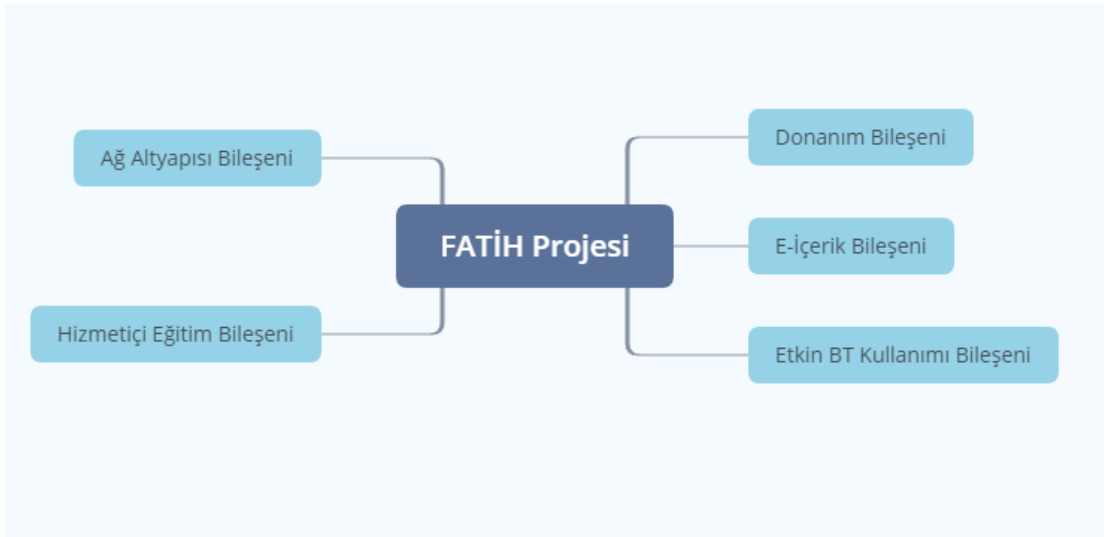 Ağ Altyapısı Bileşeni
Hizmetiçi Eğitim Bileşeni
FATİH Projesi
Donanım Bileşeni
E-İçerik Bileşeni
Etkin BT Kullanımı Bileşeni